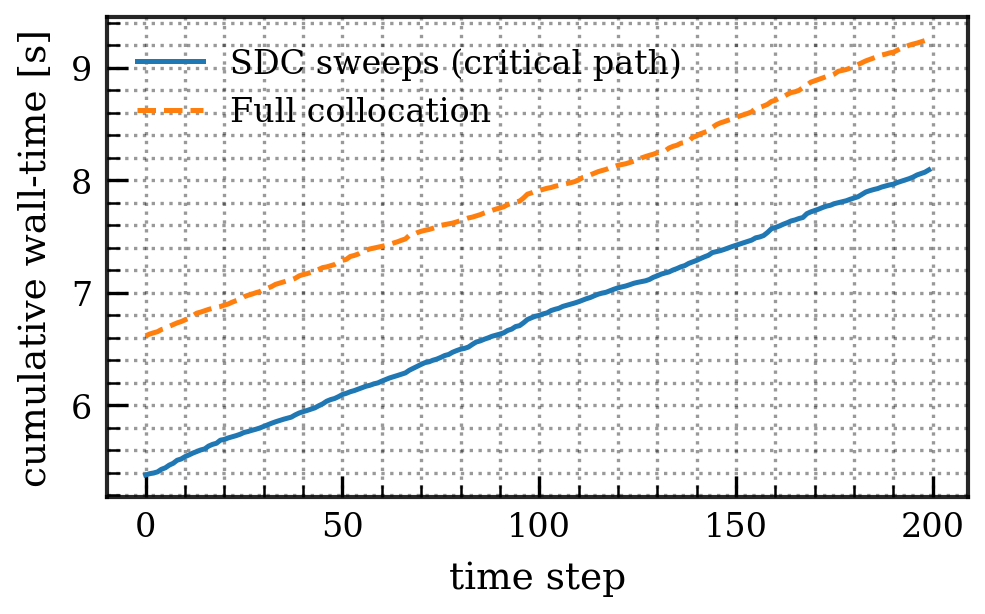 cumulative wall-time [s]
9
8
7
6
SDC sweeps (critical path)
Full collocation
0 50 100 150 200
time step